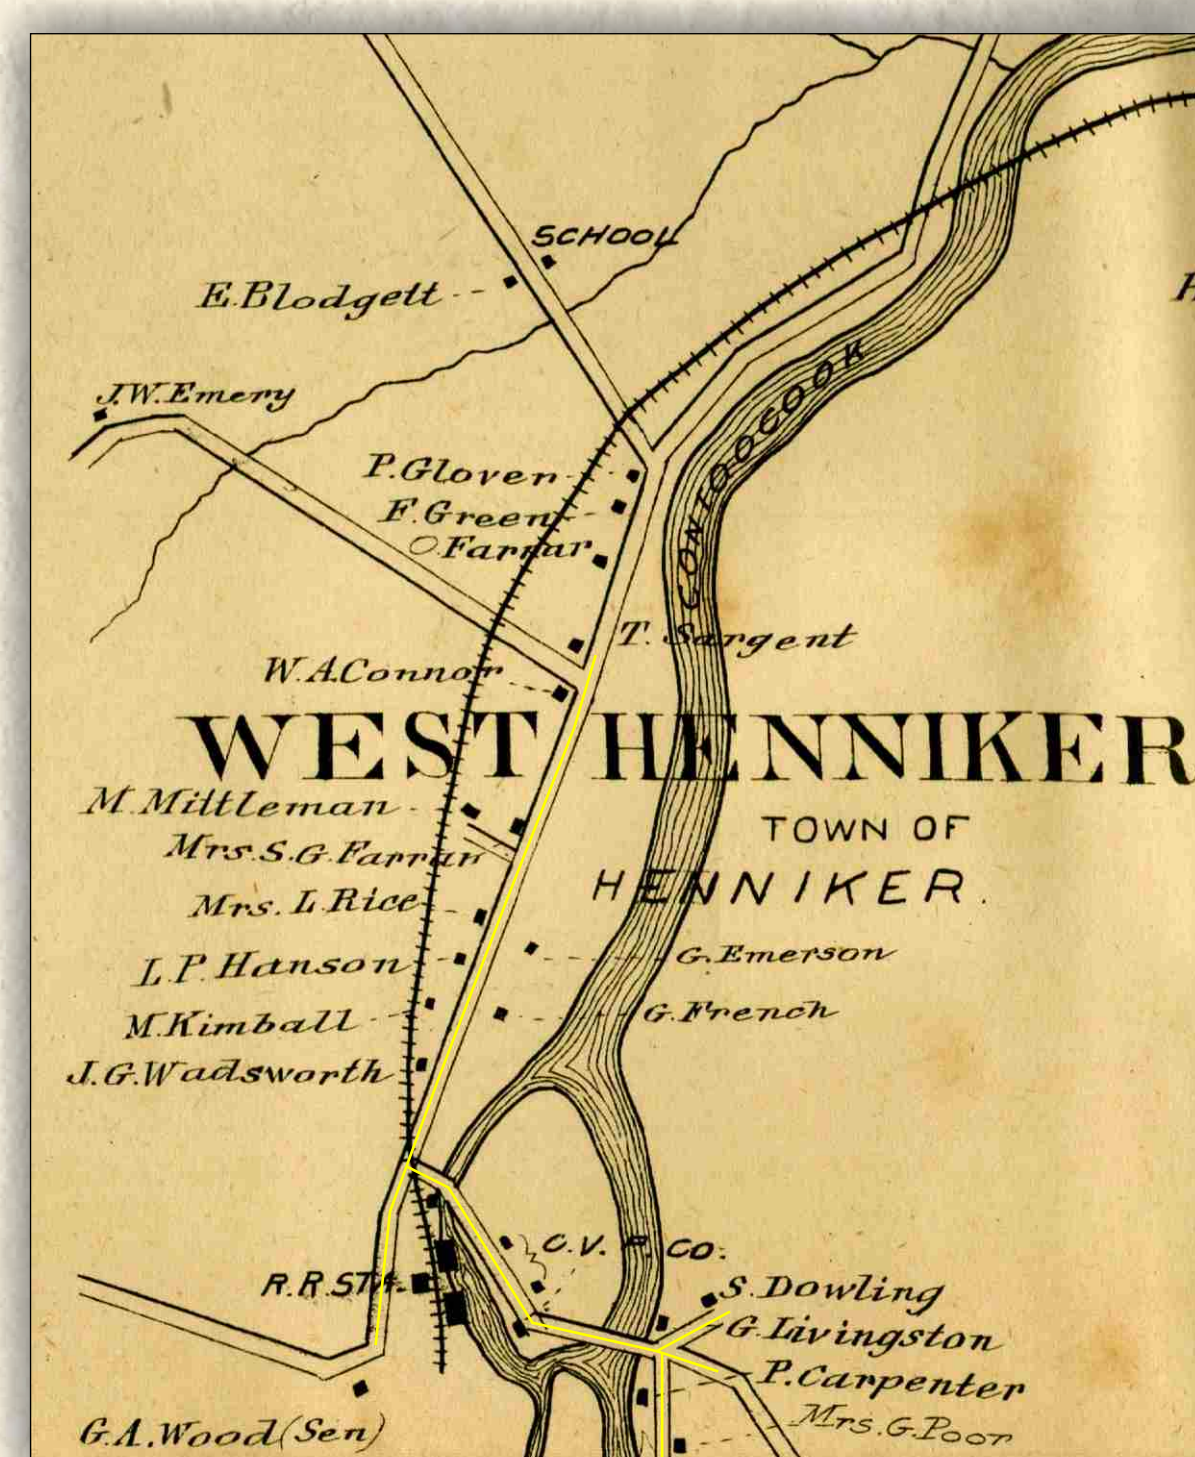 SCHOOL
E.Blodgett
J.W.Emery
CONTOOCOOK
P.Glover
F.Green
O.Farrar
T. Sargent
W.A.Connor
WEST HENNIKER
TOWN OF
HENNIKER.
M.Mittleman
Mrs.S.G.Farrar
Mrs. L Rice
L.P. Hanson
G.Emerson
M.Kimball
G.French
J.G.Wadsworth
C.V. P. CO.
R.R.STA.
S.Dowling
G.Livingston
P.Carpenter
Mrs.G.Poor
G.A.Wood(Sen)